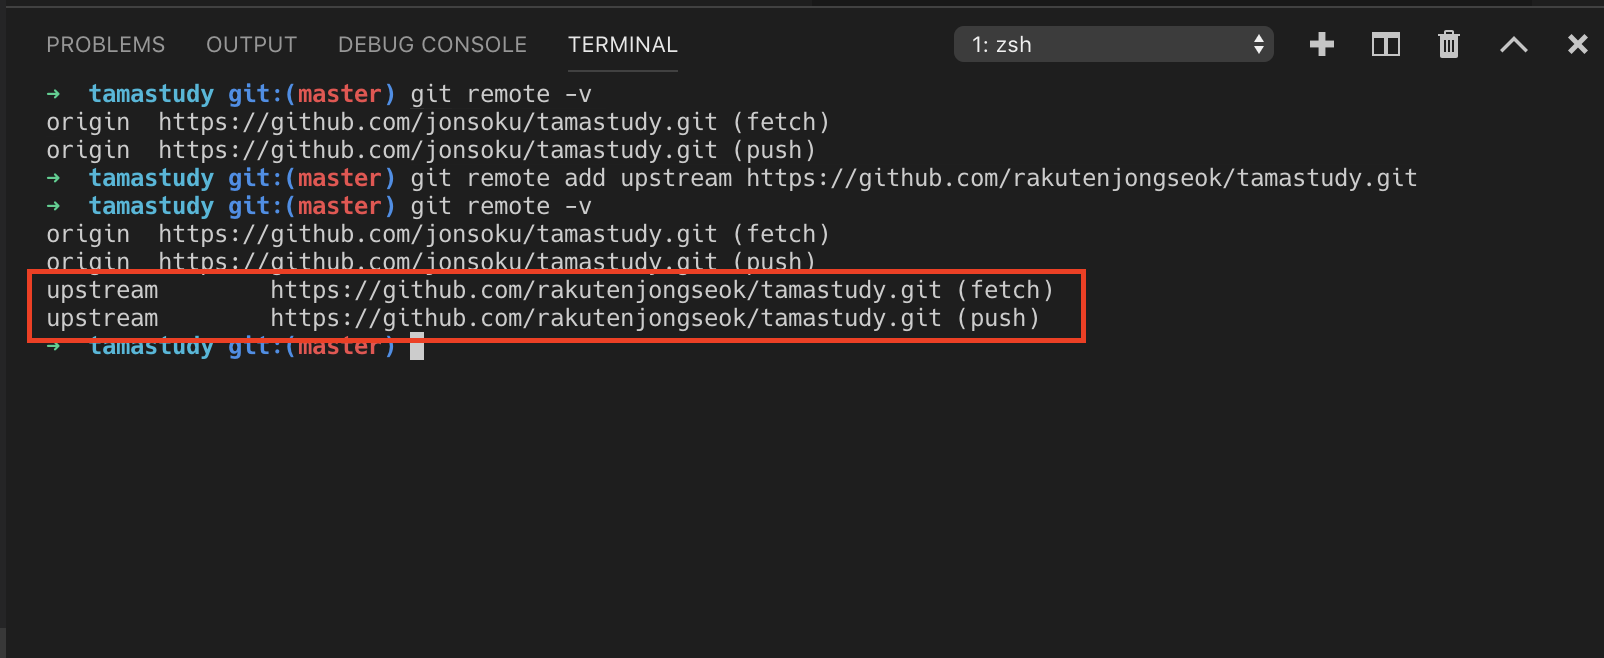 PROBLEMS OUTPUT DEBUG CONSOLE TERMINAL 1: zsh
➜ tamastudy git:(master) git remote -v
origin https://github.com/jonsoku/tamastudy.git (fetch)
origin https://github.com/jonsoku/tamastudy.git (push)
➜ tamastudy git:(master) git remote add upstream https://github.com/rakutenjongseok/tamastudy.git
➜ tamastudy git:(master) git remote -v
origin https://github.com/jonsoku/tamastudy.git (fetch)
origin https://github.com/jonsoku/tamastudy.git (push)
upstream https://github.com/rakutenjongseok/tamastudy.git (fetch)
upstream https://github.com/rakutenjongseok/tamastudy.git (push)
➜ tamastudy git:(master)